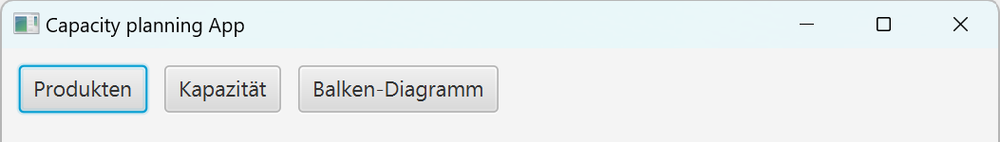 Capacity planning App
Produkten Kapazität Balken-Diagramm